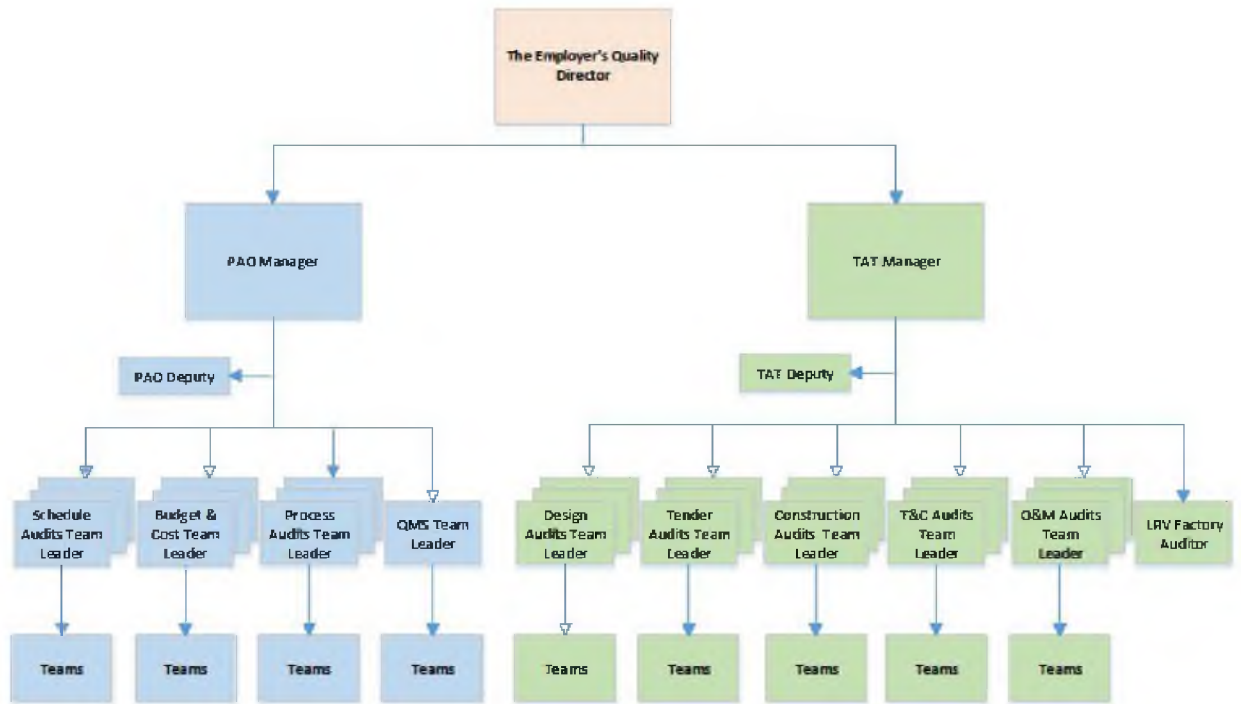 The Employer's Quality
Director
PAO Manager
TAT Manager
PAO Deputy
TAT Deputy
Schedule
Audits Team
Leader
Budget &
Cost Team
Leader
Process
Audits Team
Leader
QMS Team
Leader
Design
Audits Team
Leader
Tender
Audits Team
Leader
Construction
Audits Team
Leader
T&C Audits
Team
Leader
O&M Audits
Team
Leader
LRV Factory
Auditor
Teams
Teams
Teams
Teams
Teams
Teams
Teams
Teams
Teams